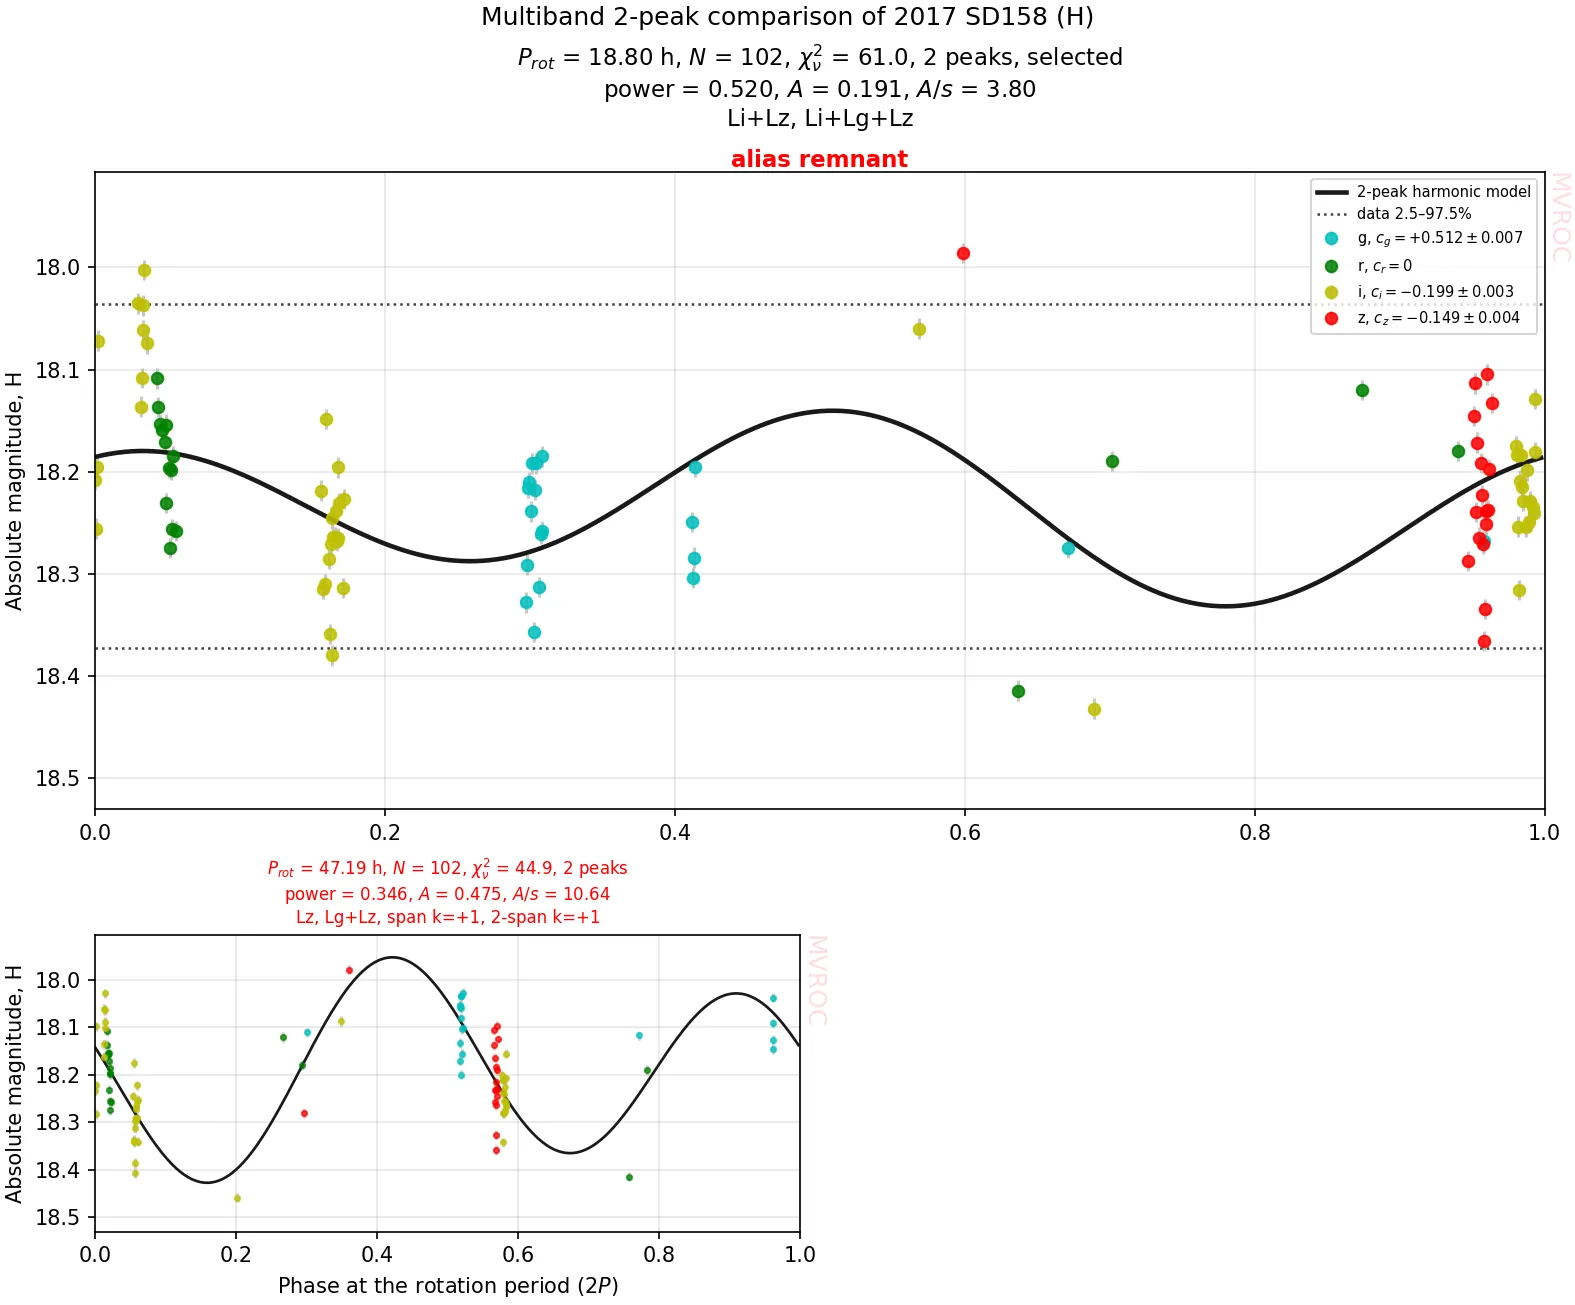 Multiband 2-peak comparison of 2017 SD158 (H)
P_rot = 18.80 h, N = 102, χ²_ν = 61.0, 2 peaks, selected
power = 0.520, A = 0.191, A/s = 3.80
Li+Lz, Li+Lg+Lz
alias remnant
MVROC
2-peak harmonic model
data 2.5–97.5%
g, c_g = +0.512 ± 0.007
r, c_r = 0
i, c_i = −0.199 ± 0.003
z, c_z = −0.149 ± 0.004
Absolute magnitude, H
18.0
18.1
18.2
18.3
18.4
18.5
0.0 0.2 0.4 0.6 0.8 1.0
P_rot = 47.19 h, N = 102, χ²_ν = 44.9, 2 peaks
power = 0.346, A = 0.475, A/s = 10.64
Lz, Lg+Lz, span k=+1, 2-span k=+1
MVROC
Absolute magnitude, H
18.0
18.1
18.2
18.3
18.4
18.5
0.0 0.2 0.4 0.6 0.8 1.0
Phase at the rotation period (2P)